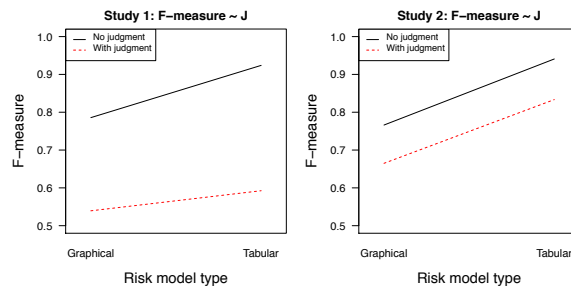 Study 1: F-measure ~ J
No judgment
With judgment
1.0
0.9
0.8
0.7
0.6
0.5
F-measure
Graphical
Tabular
Risk model type
Study 2: F-measure ~ J
No judgment
With judgment
1.0
0.9
0.8
0.7
0.6
0.5
F-measure
Graphical
Tabular
Risk model type